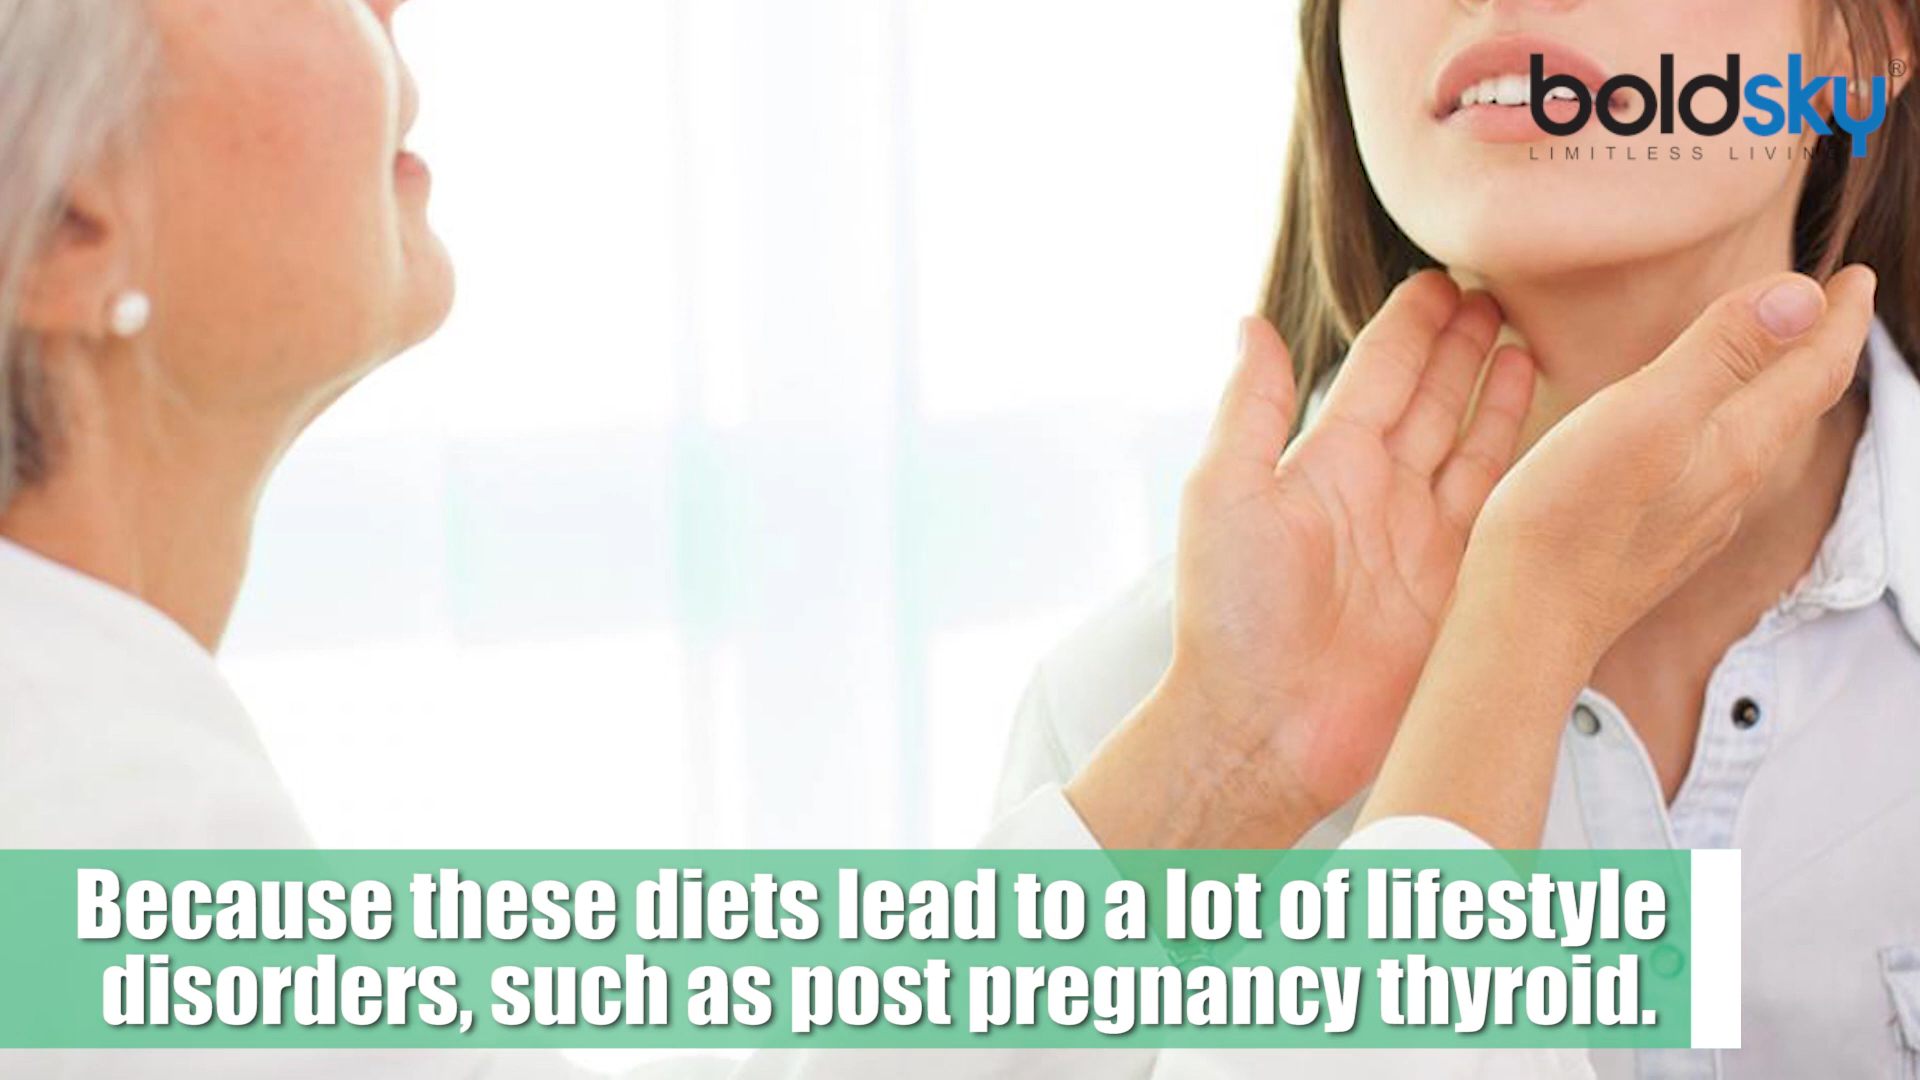 boldsky®
LIMITLESS LIVING
Because these diets lead to a lot of lifestyle
disorders, such as post pregnancy thyroid.